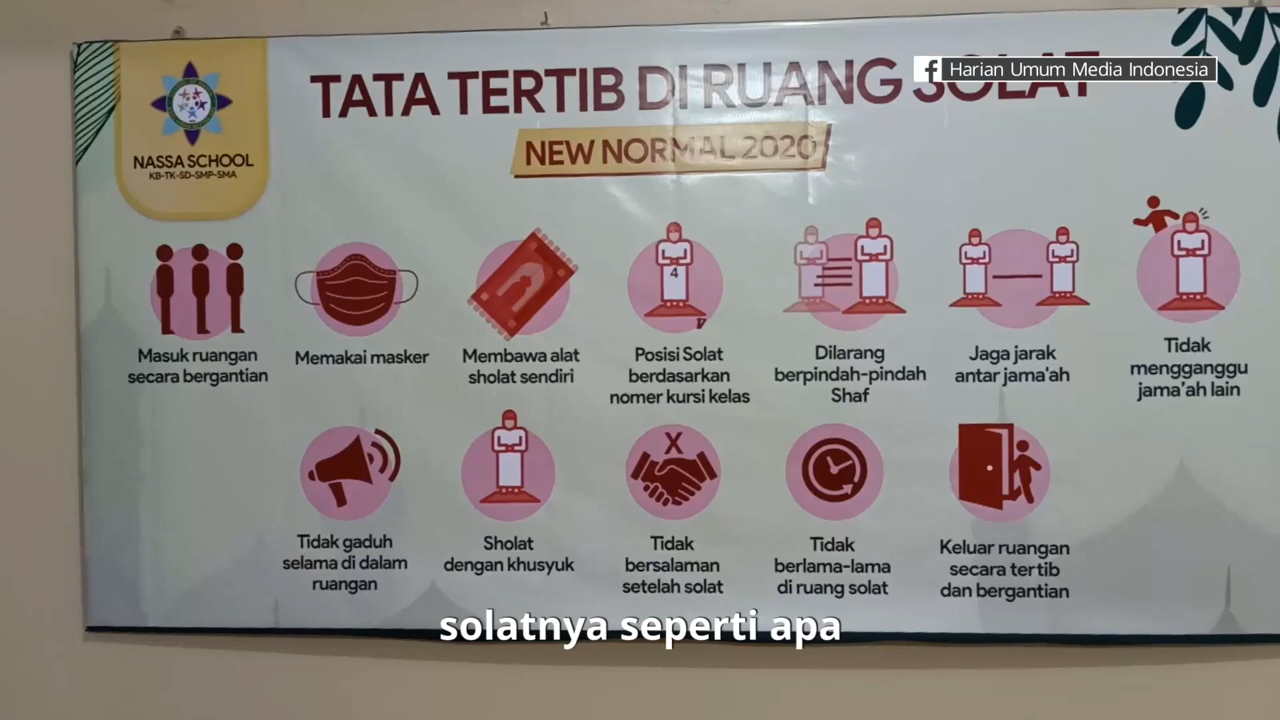 Harian Umum Media Indonesia
TATA TERTIB DI RUANG SOLAT
NEW NORMAL 2020
NASSA SCHOOL
KB-TK-SD-SMP-SMA
4
Masuk ruangan
secara bergantian
Memakai masker
Membawa alat
sholat sendiri
Posisi Solat
berdasarkan
nomer kursi kelas
Dilarang
berpindah-pindah
Shaf
Jaga jarak
antar jama'ah
Tidak
mengganggu
jama'ah lain
X
Tidak gaduh
selama di dalam
ruangan
Sholat
dengan khusyuk
Tidak
bersalaman
setelah solat
Tidak
berlama-lama
di ruang solat
Keluar ruangan
secara tertib
dan bergantian
solatnya seperti apa